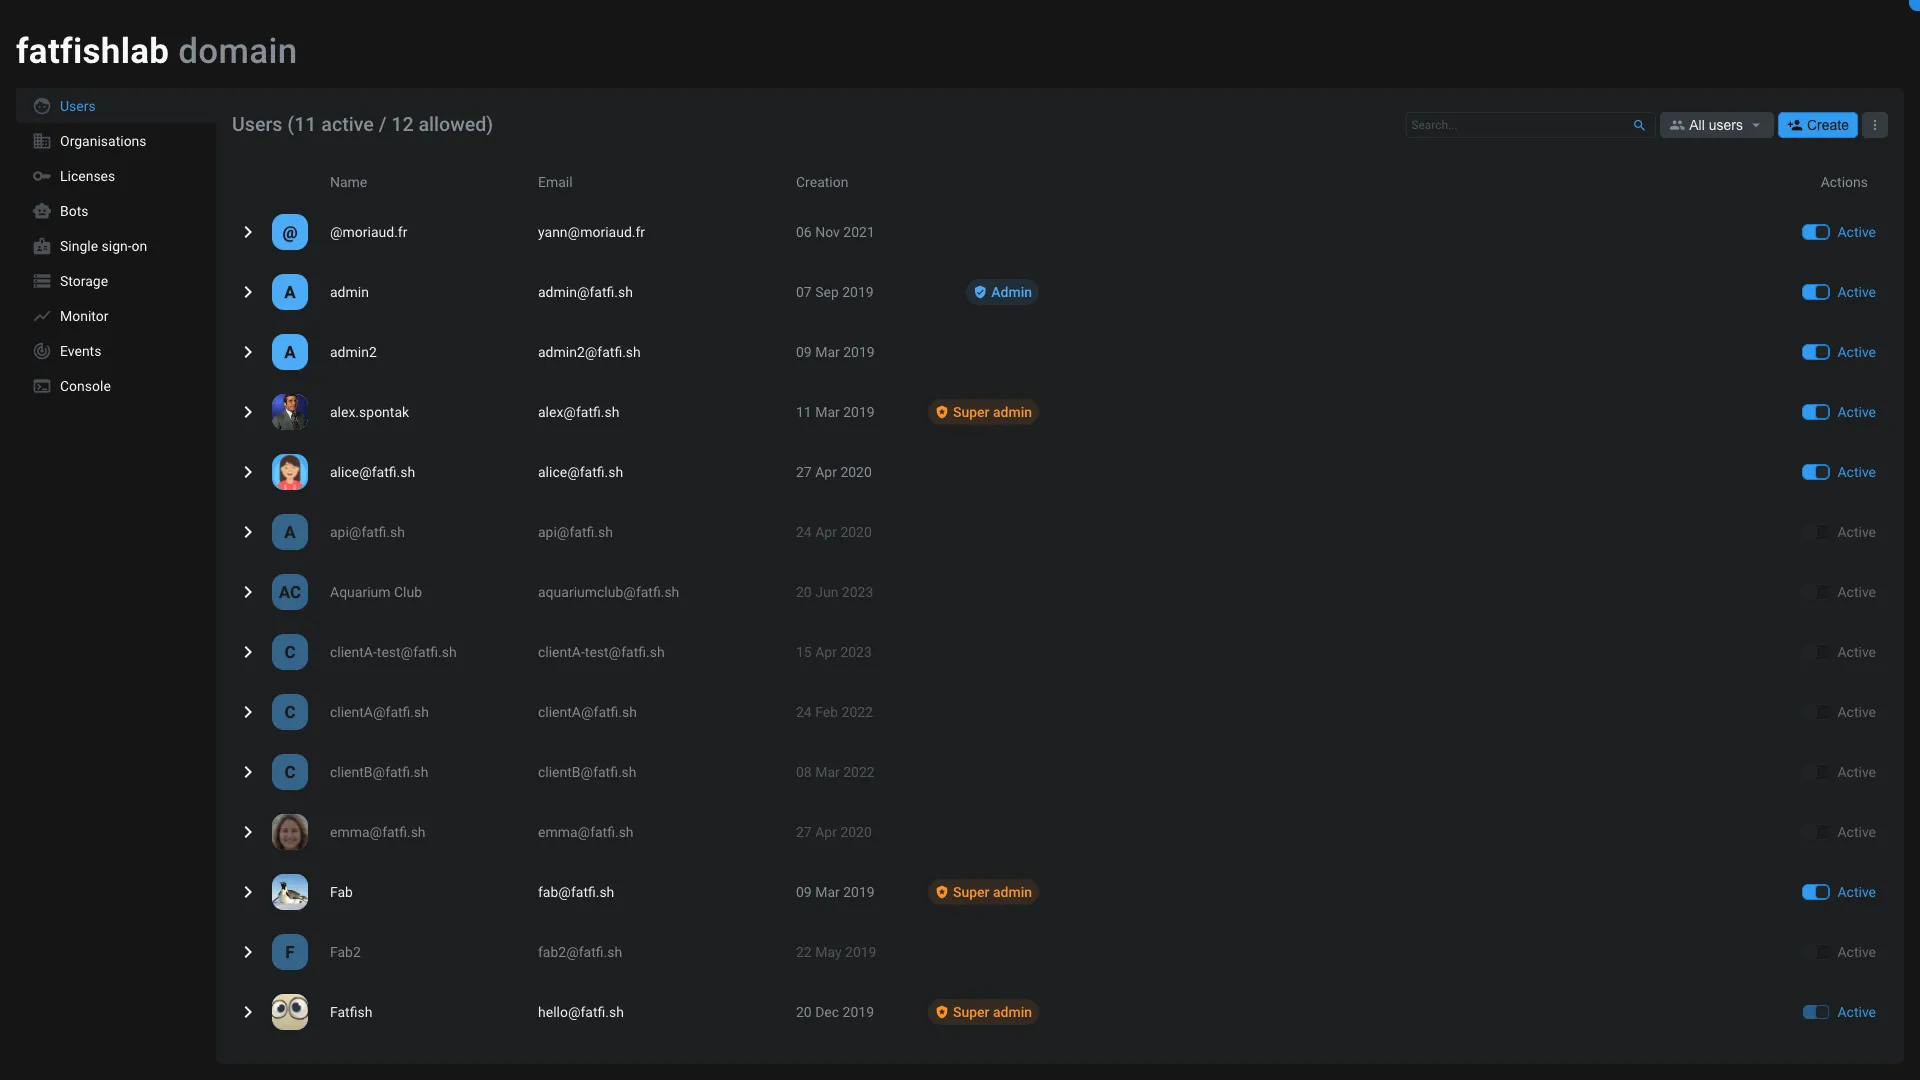 fatfishlab domain
Users
Organisations
Licenses
Bots
Single sign-on
Storage
Monitor
Events
Console
Users (11 active / 12 allowed)
Search...
All users
Create
Name Email Creation Actions
@ @moriaud.fr yann@moriaud.fr 06 Nov 2021 Active
A admin admin@fatfi.sh 07 Sep 2019 Admin Active
A admin2 admin2@fatfi.sh 09 Mar 2019 Active
alex.spontak alex@fatfi.sh 11 Mar 2019 Super admin Active
alice@fatfi.sh alice@fatfi.sh 27 Apr 2020 Active
A api@fatfi.sh api@fatfi.sh 24 Apr 2020 Active
AC Aquarium Club aquariumclub@fatfi.sh 20 Jun 2023 Active
C clientA-test@fatfi.sh clientA-test@fatfi.sh 15 Apr 2023 Active
C clientA@fatfi.sh clientA@fatfi.sh 24 Feb 2022 Active
C clientB@fatfi.sh clientB@fatfi.sh 08 Mar 2022 Active
emma@fatfi.sh emma@fatfi.sh 27 Apr 2020 Active
Fab fab@fatfi.sh 09 Mar 2019 Super admin Active
F Fab2 fab2@fatfi.sh 22 May 2019 Active
Fatfish hello@fatfi.sh 20 Dec 2019 Super admin Active